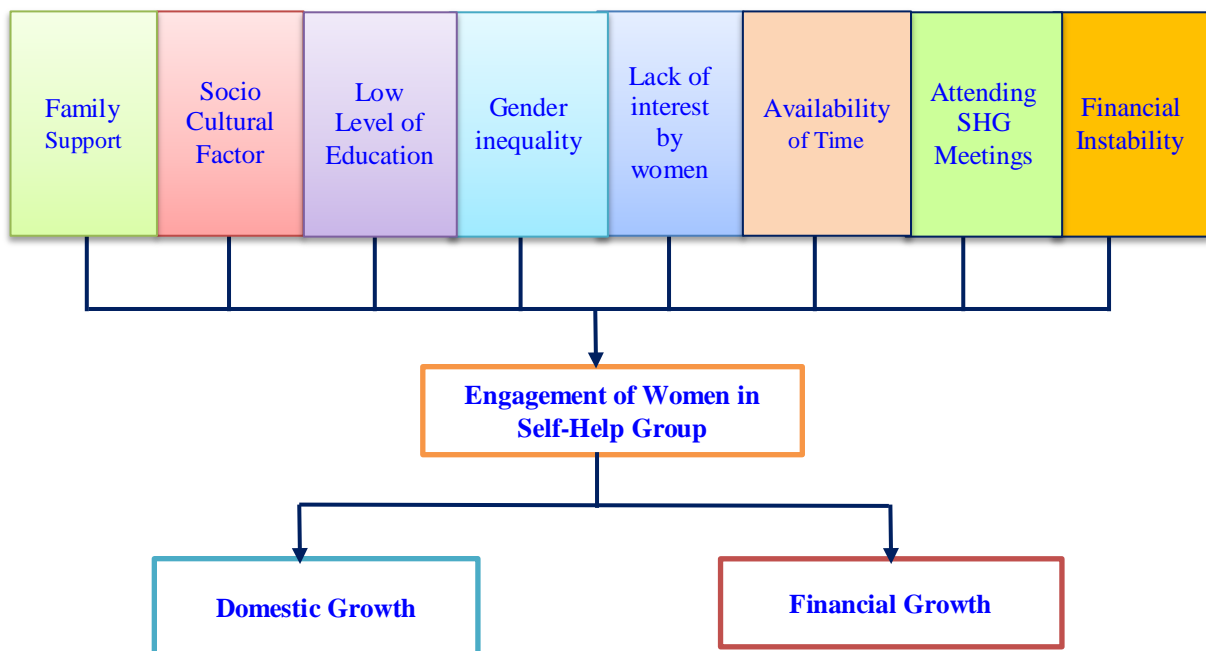 Family
Support
Socio
Cultural
Factor
Low
Level of
Education
Gender
inequality
Lack of
interest by
women
Availability
of Time
Attending
SHG
Meetings
Financial
Instability
Engagement of Women in
Self-Help Group
Domestic Growth
Financial Growth